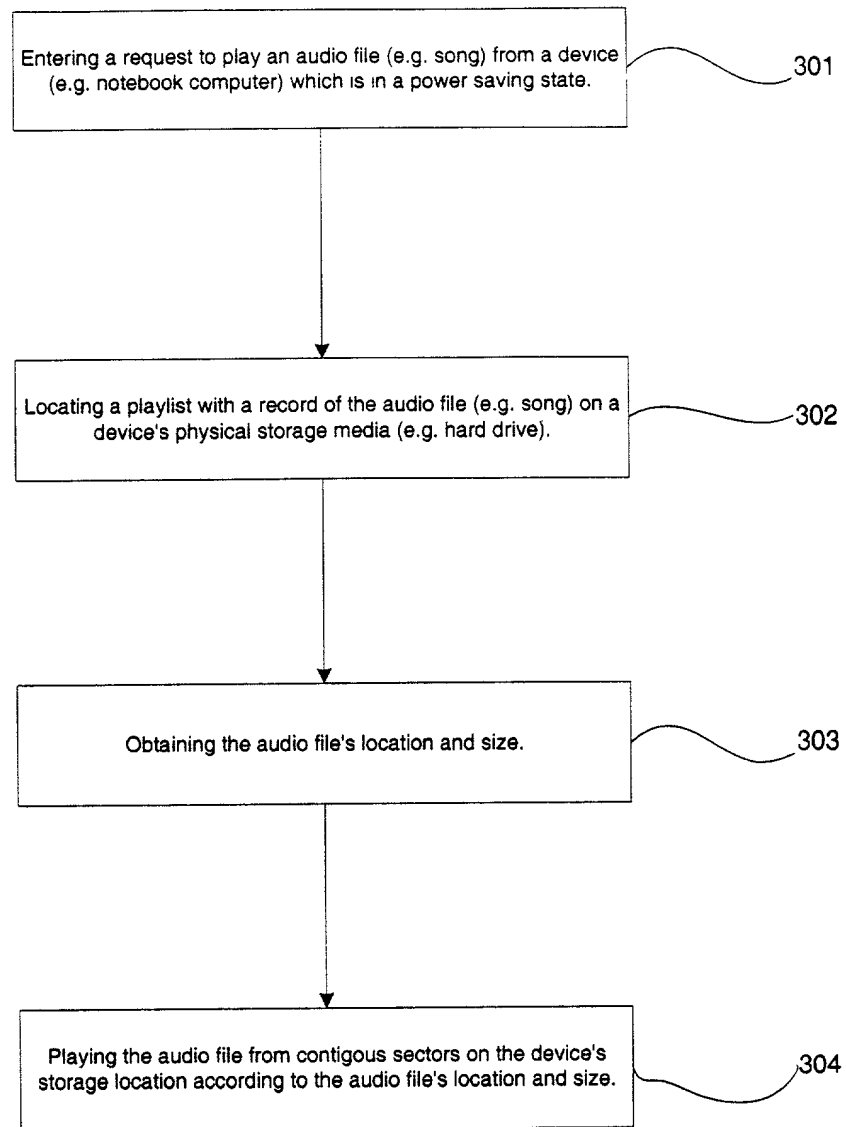 Entering a request to play an audio file (e.g. song) from a device
(e.g. notebook computer) which is in a power saving state.
301
Locating a playlist with a record of the audio file (e.g. song) on a
device's physical storage media (e.g. hard drive).
302
Obtaining the audio file's location and size.
303
Playing the audio file from contigous sectors on the device's
storage location according to the audio file's location and size.
304